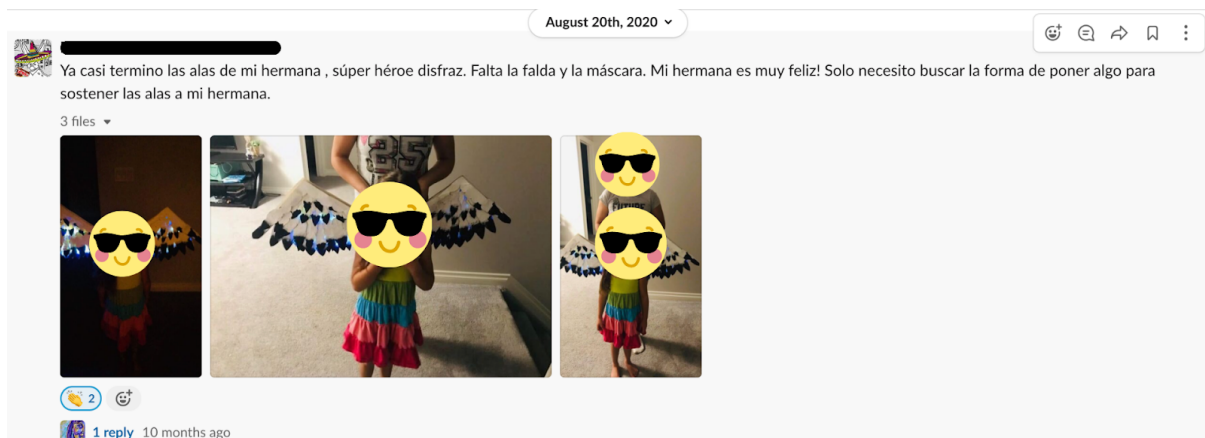 August 20th, 2020
Ya casi termino las alas de mi hermana , súper héroe disfraz. Falta la falda y la máscara. Mi hermana es muy feliz! Solo necesito buscar la forma de poner algo para
sostener las alas a mi hermana.
3 files
85
FUTURE
2
1 reply 10 months ago